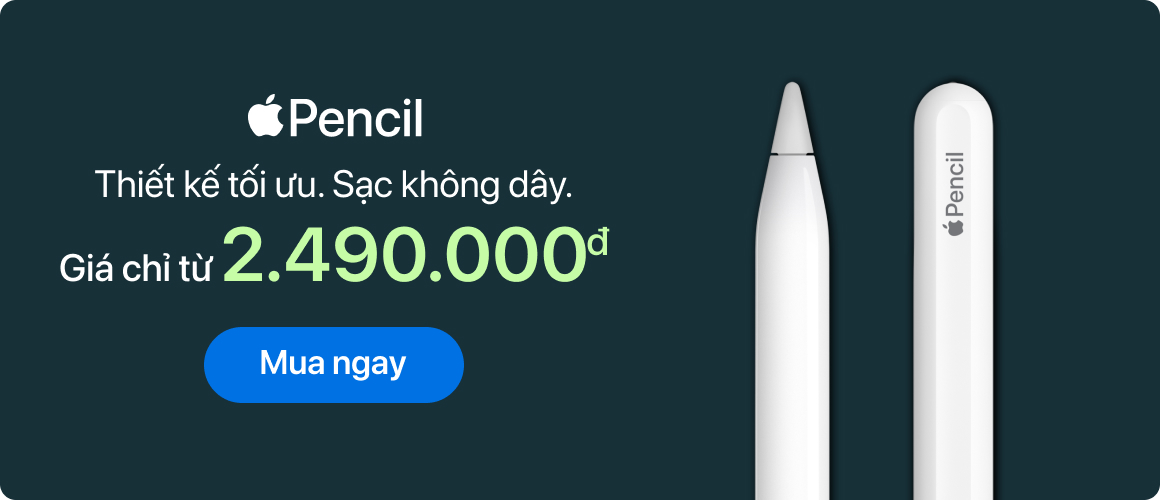 Pencil
Thiết kế tối ưu. Sạc không dây.
Giá chỉ từ 2.490.000đ
Mua ngay
Pencil